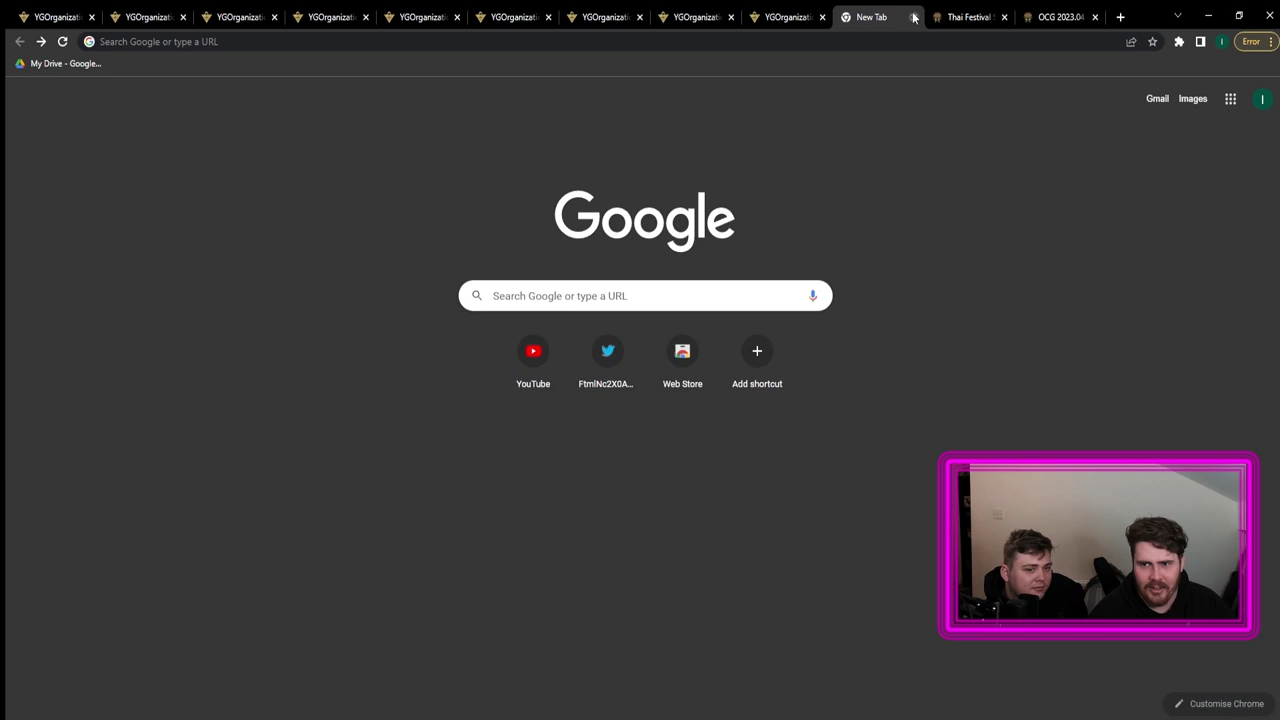 YGOrganizati
YGOrganizati
YGOrganizati
YGOrganizati
YGOrganizati
YGOrganizati
YGOrganizati
YGOrganizati
YGOrganizati
New Tab
Thai Festival
OCG 2023.04
Search Google or type a URL
Error
My Drive - Google...
Gmail
Images
I
Google
Search Google or type a URL
YouTube
FtmlNc2X0A...
Web Store
Add shortcut
Customise Chrome